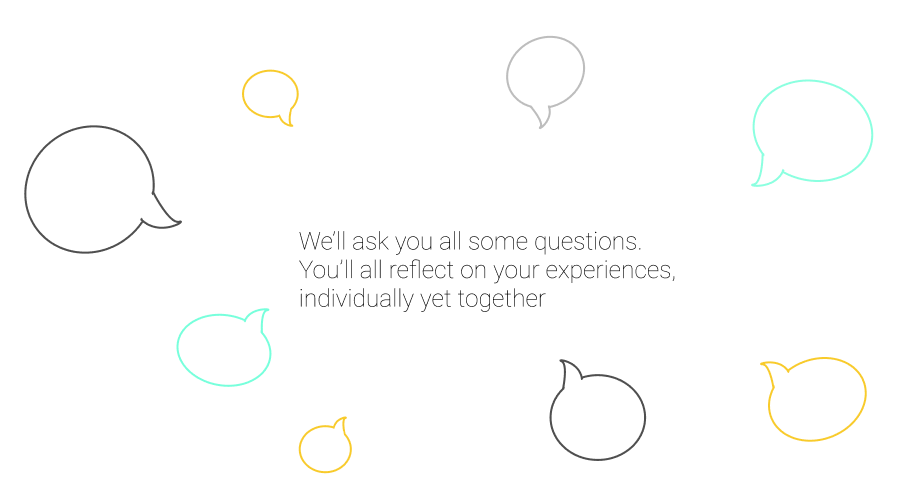 We’ll ask you all some questions.
You’ll all reflect on your experiences,
individually yet together